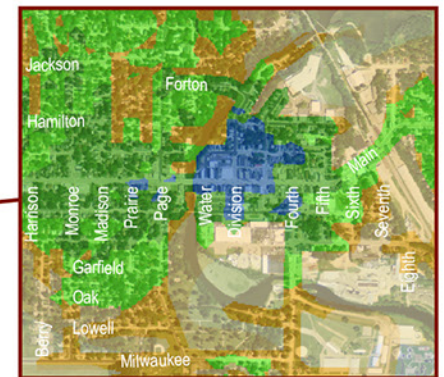 Jackson
Forton
Hamilton
Main
Harrison
Monroe
Madison
Prairie
Page
Water
Division
Fourth
Fifth
Sixth
Seventh
Eighth
Garfield
Oak
Berry
Lowell
Milwaukee